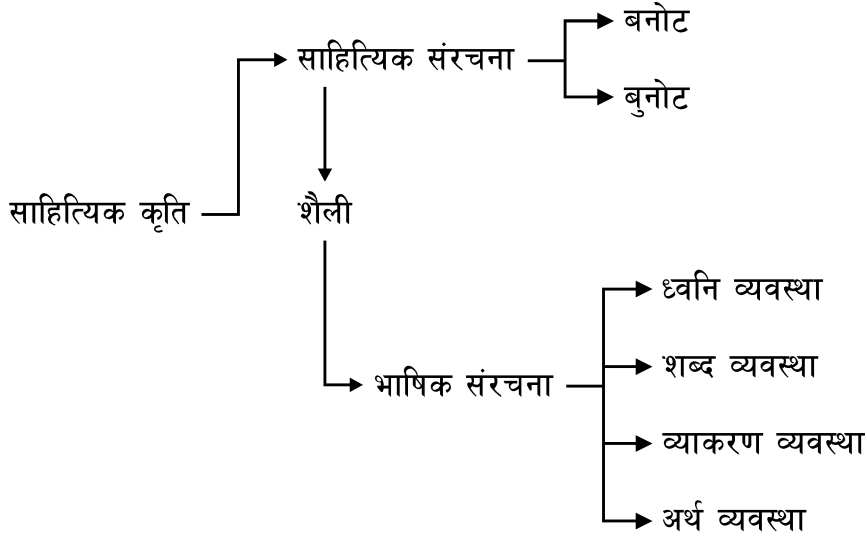 बनोट
साहित्यिक संरचना
बुनोट
साहित्यिक कृति
शैली
ध्वनि व्यवस्था
शब्द व्यवस्था
भाषिक संरचना
व्याकरण व्यवस्था
अर्थ व्यवस्था